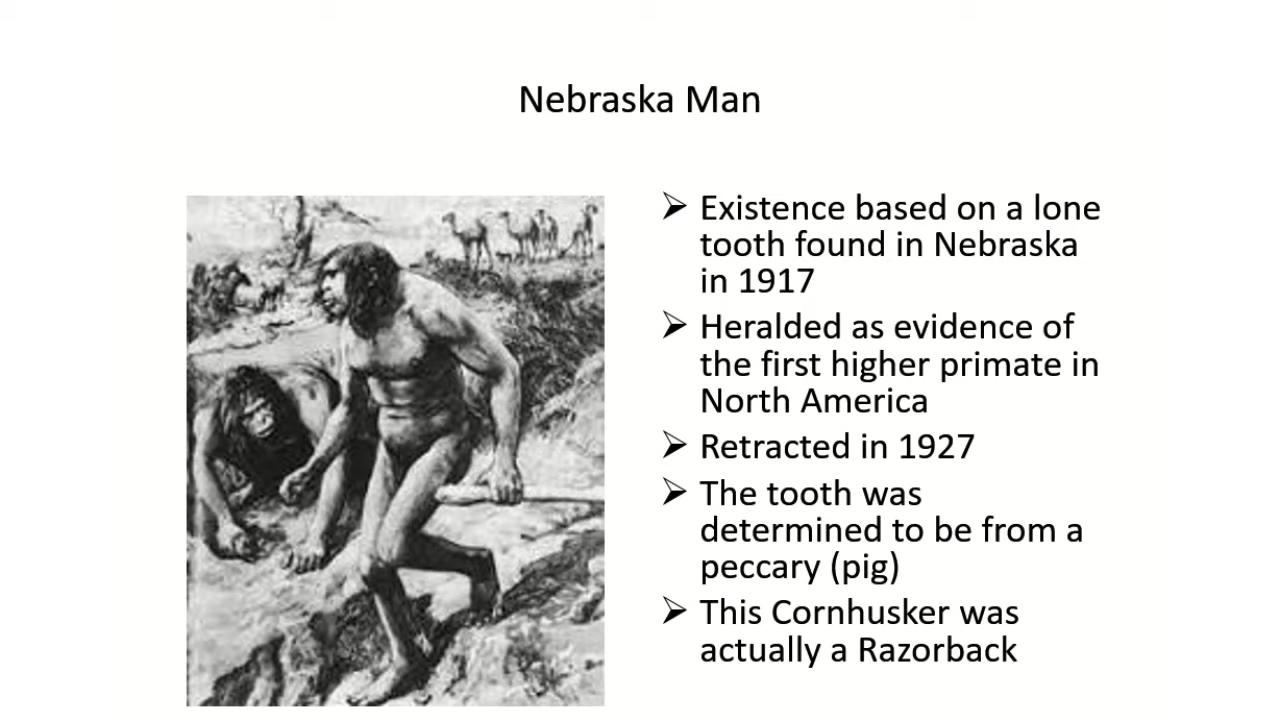 Nebraska Man
➢ Existence based on a lone
tooth found in Nebraska
in 1917
➢ Heralded as evidence of
the first higher primate in
North America
➢ Retracted in 1927
➢ The tooth was
determined to be from a
peccary (pig)
➢ This Cornhusker was
actually a Razorback